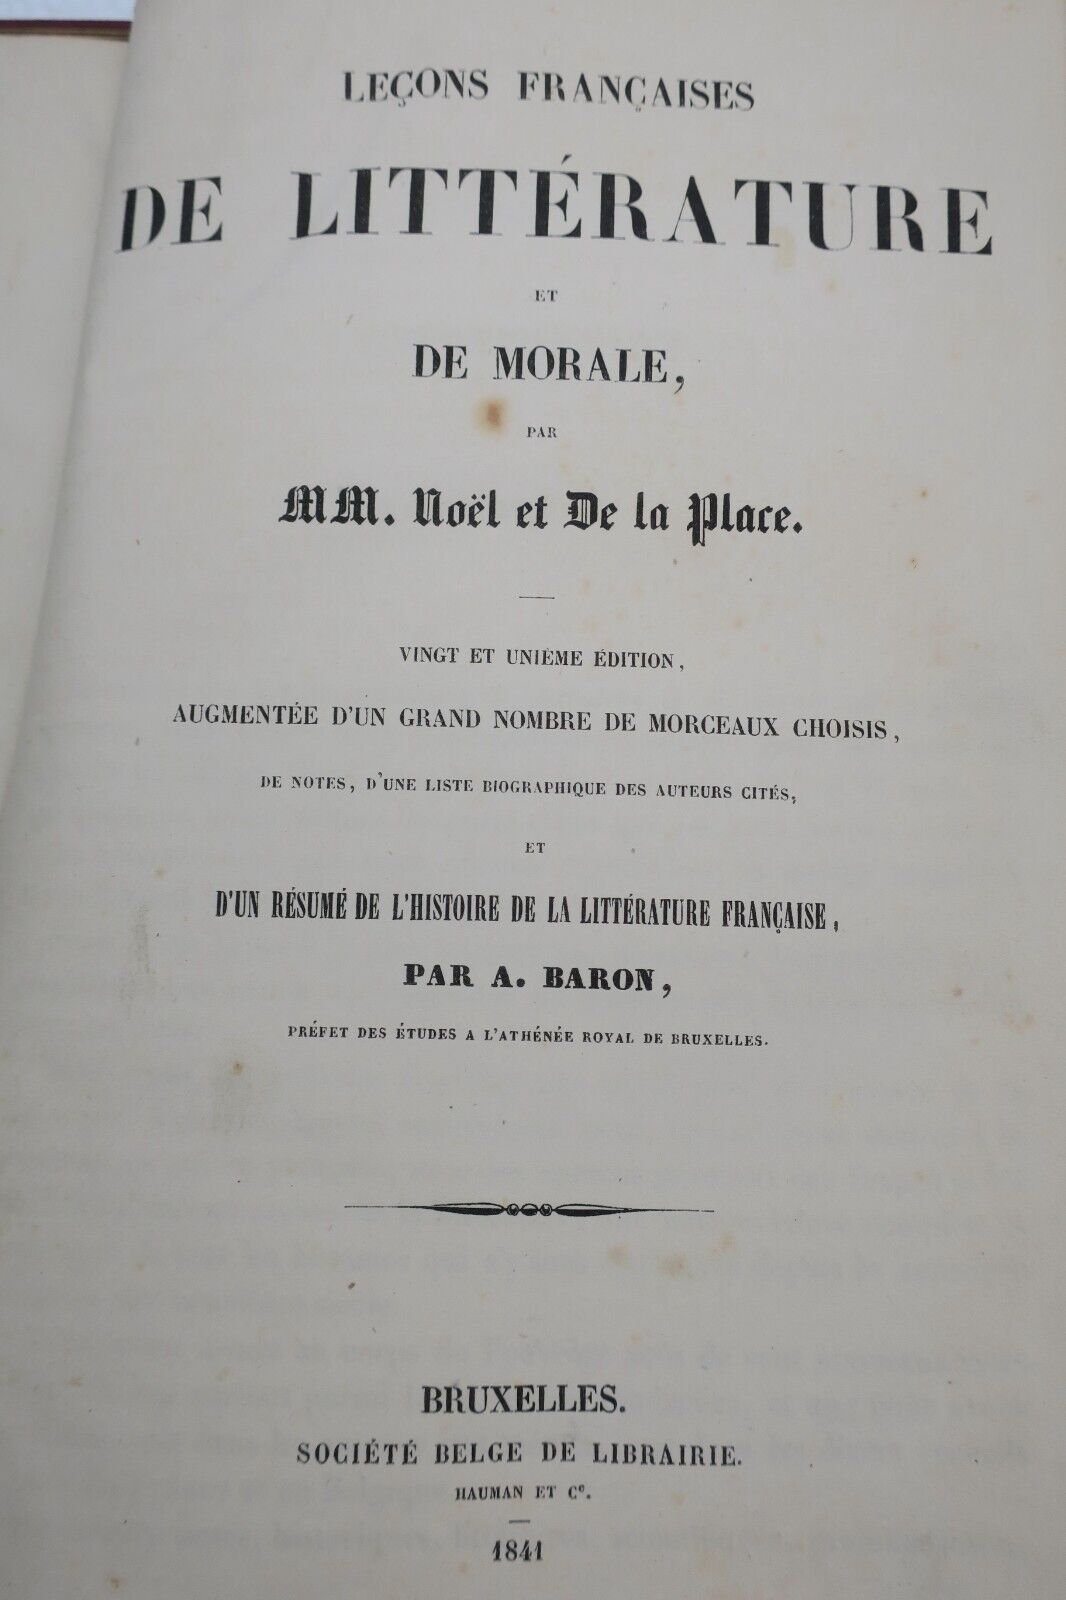 LEÇONS FRANÇAISES
DE LITTÉRATURE
ET
DE MORALE,
PAR
MM. Noël et De la Place.
VINGT ET UNIÈME ÉDITION,
AUGMENTÉE D'UN GRAND NOMBRE DE MORCEAUX CHOISIS,
DE NOTES, D'UNE LISTE BIOGRAPHIQUE DES AUTEURS CITÉS,
ET
D'UN RÉSUMÉ DE L'HISTOIRE DE LA LITTÉRATURE FRANÇAISE,
PAR A. BARON,
PRÉFET DES ÉTUDES A L'ATHÉNÉE ROYAL DE BRUXELLES.
BRUXELLES.
SOCIÉTÉ BELGE DE LIBRAIRIE.
HAUMAN ET Ce.
1841